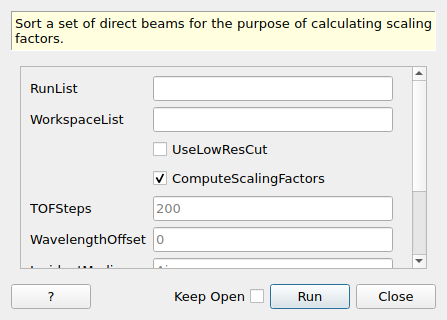 Sort a set of direct beams for the purpose of calculating scaling
factors.
RunList
WorkspaceList
UseLowResCut
ComputeScalingFactors
TOFSteps 200
WavelengthOffset 0
? Keep Open Run Close